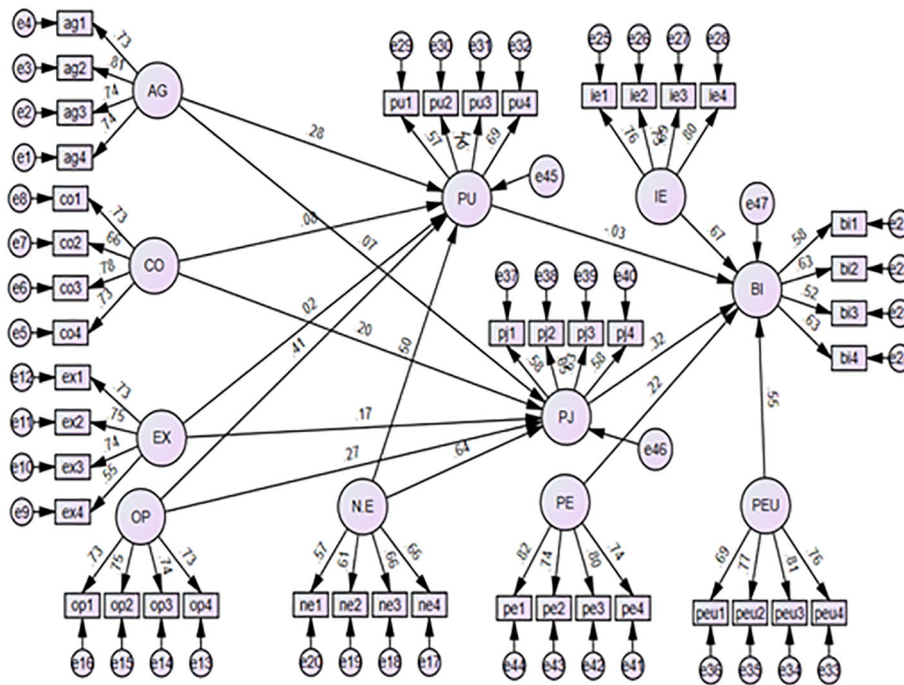 e4 ag1 .73
e3 ag2 .81
e2 ag3 .74
e1 ag4 .74
AG
e8 co1 .73
e7 co2 .66
e6 co3 .78
e5 co4 .73
CO
e12 ex1 .73
e11 ex2 .75
e10 ex3 .74
e9 ex4 .55
EX
OP
.73 .75 .74 .73
op1 op2 op3 op4
e16 e15 e14 e13
e29 e30 e31 e32
pu1 pu2 pu3 pu4
.57 .69
PU
e45
e25 e26 e27 e28
ie1 ie2 ie3 ie4
.76 .80
IE
.67
e47
BI
.58 bi1
.63 bi2
.52 bi3
.63 bi4
.28
.07
.20
.02
.41
.50
-.03
e37 e38 e39 e40
pj1 pj2 pj3 pj4
.58 .58
PJ
e46
.32
.22
.55
.17
.27
.64
N.E
.57 .61 .66 .66
ne1 ne2 ne3 ne4
e20 e19 e18 e17
PE
.82 .74 .80 .74
pe1 pe2 pe3 pe4
e44 e43 e42 e41
PEU
.69 .77 .81 .76
peu1 peu2 peu3 peu4
e36 e35 e34 e33